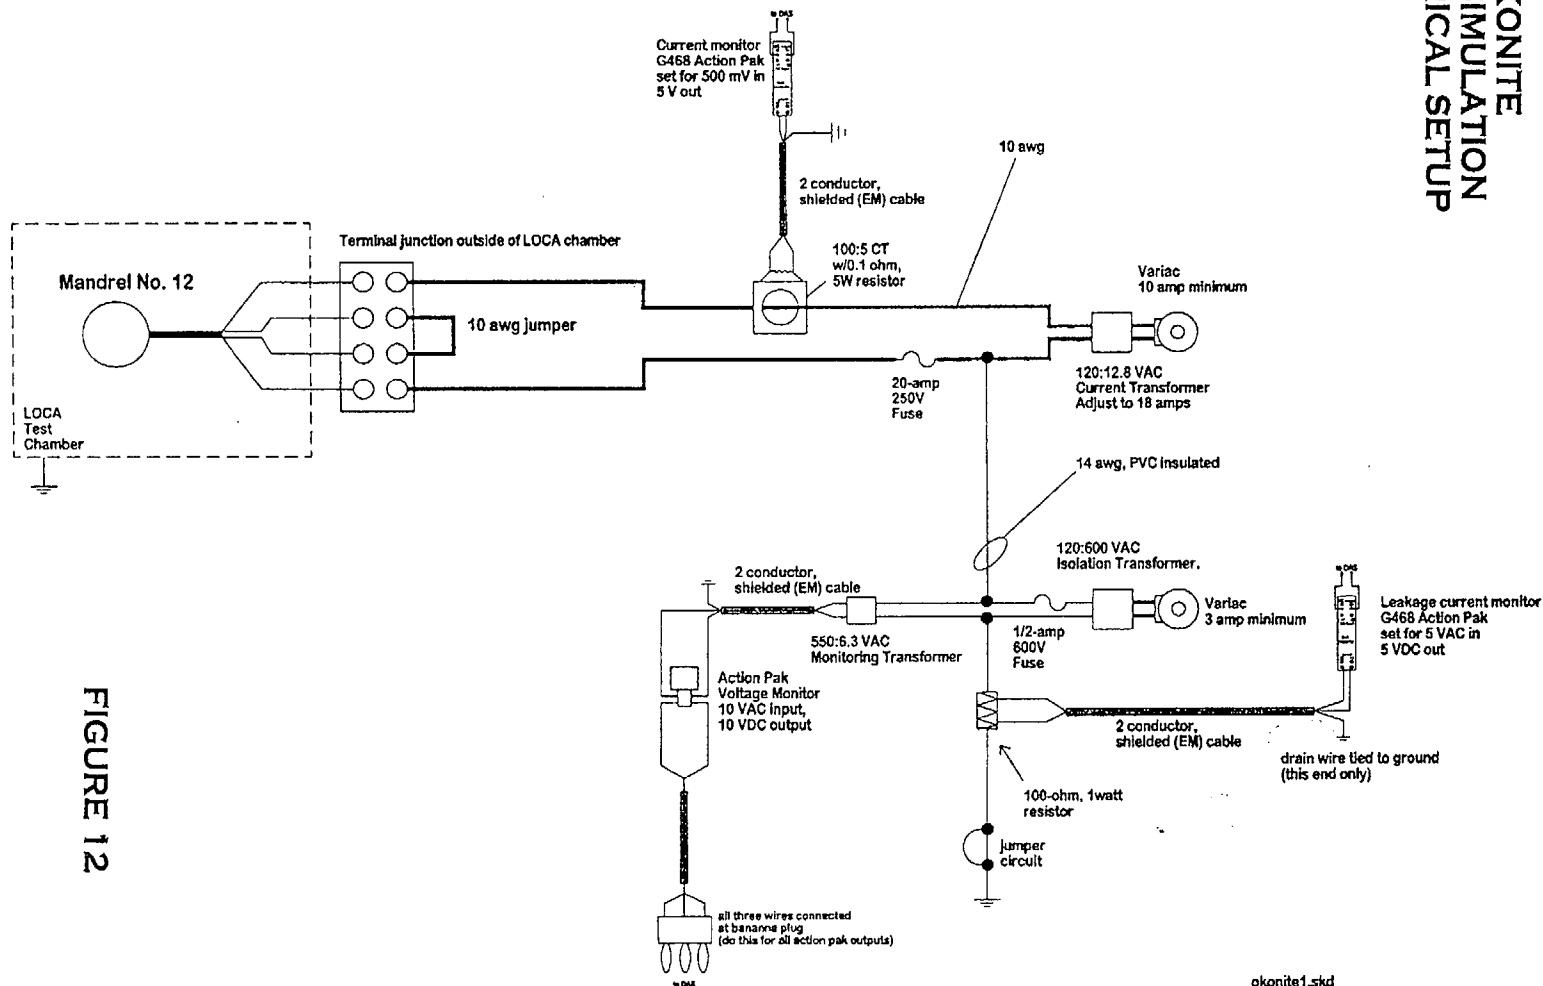 KONITE
IMULATION
ICAL SETUP
to DAS
Current monitor
G468 Action Pak
set for 500 mV in
5 V out
10 awg
2 conductor,
shielded (EM) cable
Terminal junction outside of LOCA chamber
100:5 CT
w/0.1 ohm,
5W resistor
Mandrel No. 12
Variac
10 amp minimum
10 awg jumper
20-amp
250V
Fuse
120:12.8 VAC
Current Transformer
Adjust to 18 amps
LOCA
Test
Chamber
14 awg, PVC insulated
120:600 VAC
Isolation Transformer.
2 conductor,
shielded (EM) cable
to DAS
Variac
3 amp minimum
Leakage current monitor
G468 Action Pak
set for 5 VAC in
5 VDC out
550:6.3 VAC
Monitoring Transformer
1/2-amp
600V
Fuse
Action Pak
Voltage Monitor
10 VAC input,
10 VDC output
2 conductor,
shielded (EM) cable
drain wire tied to ground
(this end only)
100-ohm, 1watt
resistor
jumper
circuit
all three wires connected
at bananna plug
(do this for all action pak outputs)
to DAS
FIGURE 12
okonite1.skd